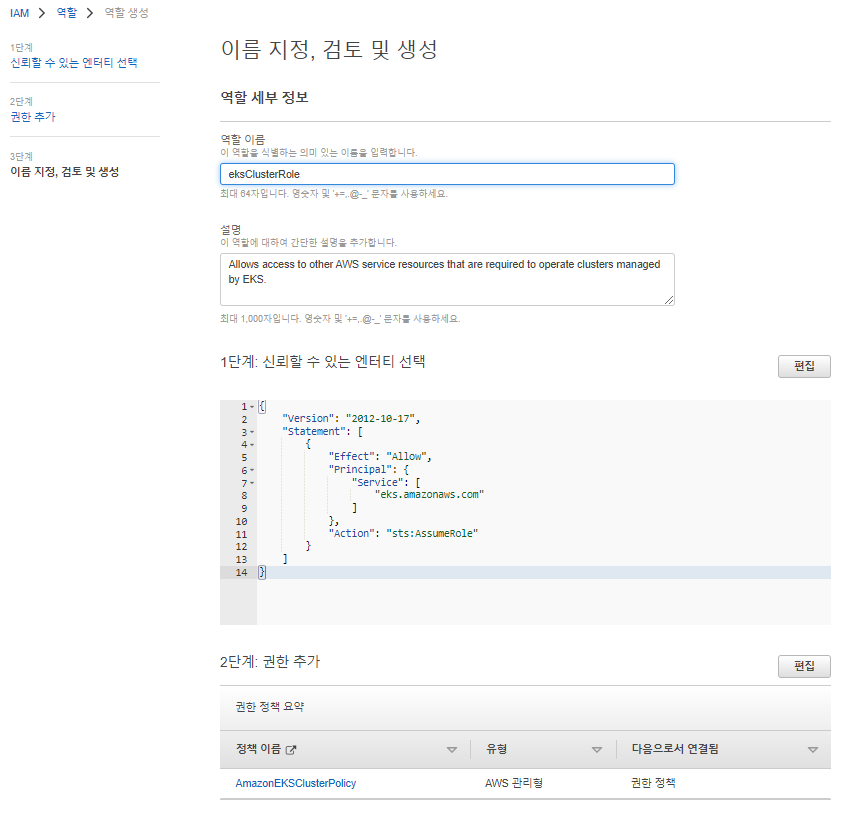 IAM > 역할 > 역할 생성
1단계
신뢰할 수 있는 엔터티 선택
2단계
권한 추가
3단계
이름 지정, 검토 및 생성
이름 지정, 검토 및 생성
역할 세부 정보
역할 이름
이 역할을 식별하는 의미 있는 이름을 입력합니다.
eksClusterRole
최대 64자입니다. 영숫자 및 '+=,.@-_' 문자를 사용하세요.
설명
이 역할에 대하여 간단한 설명을 추가합니다.
Allows access to other AWS service resources that are required to operate clusters managed
by EKS.
최대 1,000자입니다. 영숫자 및 '+=,.@-_' 문자를 사용하세요.
1단계: 신뢰할 수 있는 엔터티 선택
편집
1 {
2 "Version": "2012-10-17",
3 "Statement": [
4 {
5 "Effect": "Allow",
6 "Principal": {
7 "Service": [
8 "eks.amazonaws.com"
9 ]
10 },
11 "Action": "sts:AssumeRole"
12 }
13 ]
14 }
2단계: 권한 추가
편집
권한 정책 요약
정책 이름 유형 다음으로서 연결됨
AmazonEKSClusterPolicy AWS 관리형 권한 정책